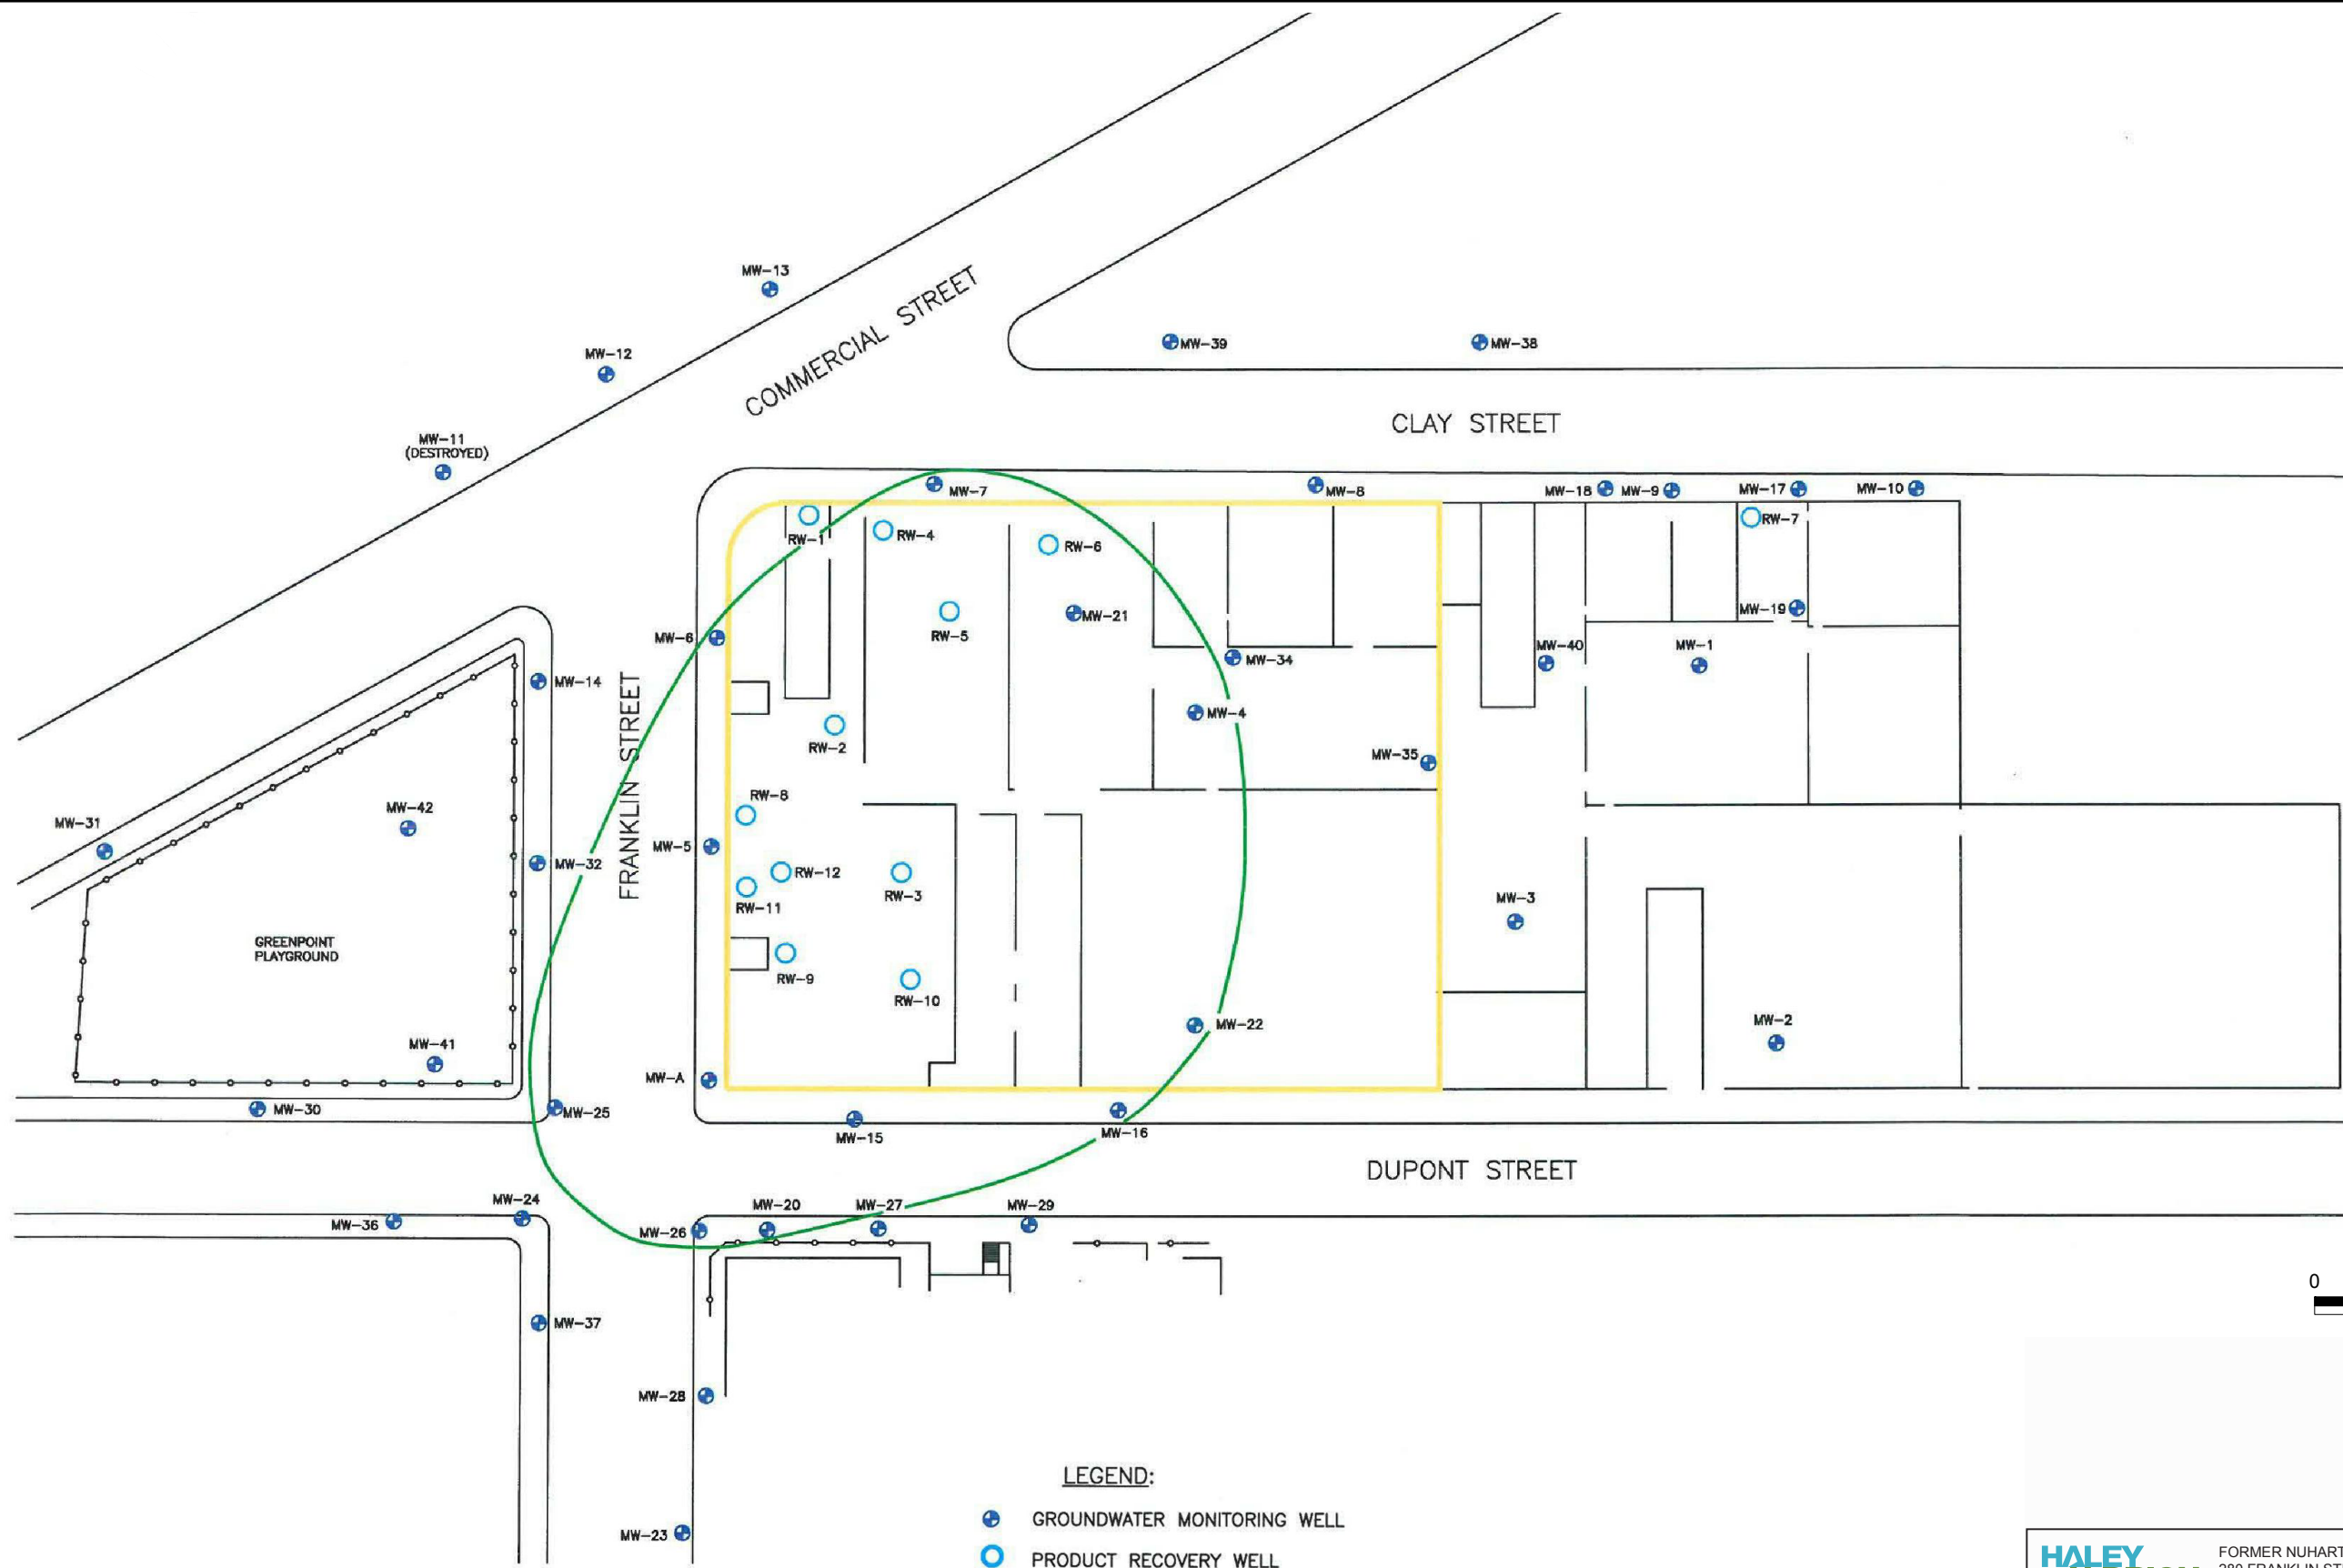 MW-13
COMMERCIAL STREET
MW-39
MW-38
MW-12
CLAY STREET
MW-11
(DESTROYED)
MW-7
MW-8
MW-18
MW-9
MW-17
MW-10
RW-1
RW-4
RW-6
RW-7
MW-6
RW-5
MW-21
MW-19
MW-34
MW-40
MW-1
MW-14
FRANKLIN STREET
MW-4
RW-2
MW-35
RW-8
MW-42
MW-31
MW-5
MW-32
RW-12
RW-11
RW-3
MW-3
GREENPOINT
PLAYGROUND
RW-9
RW-10
MW-22
MW-2
MW-41
MW-A
MW-30
MW-25
MW-15
MW-16
DUPONT STREET
MW-24
MW-36
MW-20
MW-27
MW-29
MW-26
0
MW-37
MW-28
LEGEND:
GROUNDWATER MONITORING WELL
MW-23
PRODUCT RECOVERY WELL
HALEY
FORMER NUHART